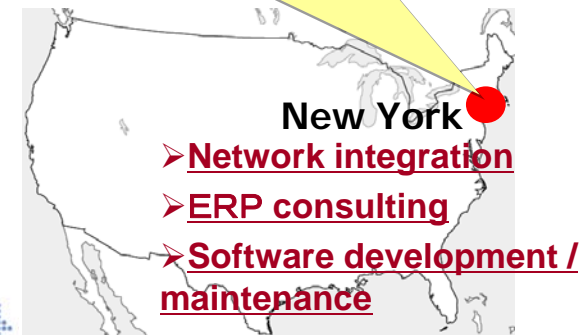 New York
➢Network integration
➢ERP consulting
➢Software development /
maintenance